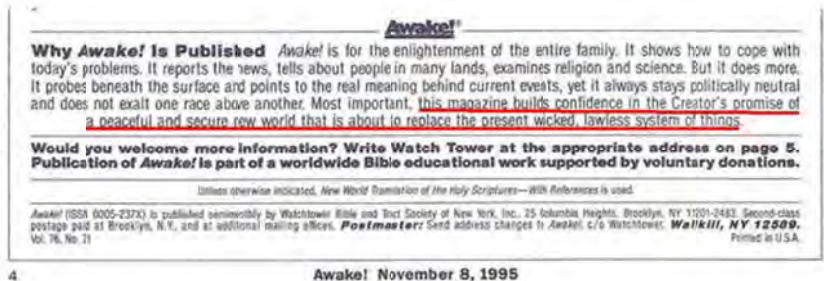 Awake!®
Why Awake! Is Published Awake! is for the enlightenment of the entire family. It shows how to cope with
today's problems. It reports the news, tells about people in many lands, examines religion and science. But it does more.
It probes beneath the surface and points to the real meaning behind current events, yet it always stays politically neutral
and does not exalt one race above another. Most important, this magazine builds confidence in the Creator's promise of
a peaceful and secure new world that is about to replace the present wicked, lawless system of things.
Would you welcome more information? Write Watch Tower at the appropriate address on page 5.
Publication of Awake! is part of a worldwide Bible educational work supported by voluntary donations.
Unless otherwise indicated, New World Translation of the Holy Scriptures—With References is used.
Awake! (ISSN 0005-237X) is published semimonthly by Watchtower Bible and Tract Society of New York, Inc., 25 Columbia Heights, Brooklyn, NY 11201-2483. Second-class
postage paid at Brooklyn, N.Y., and at additional mailing offices. Postmaster: Send address changes to Awake!, c/o Watchtower, Wallkill, NY 12589.
Vol. 76, No. 21 Printed in U.S.A.
4 Awake! November 8, 1995